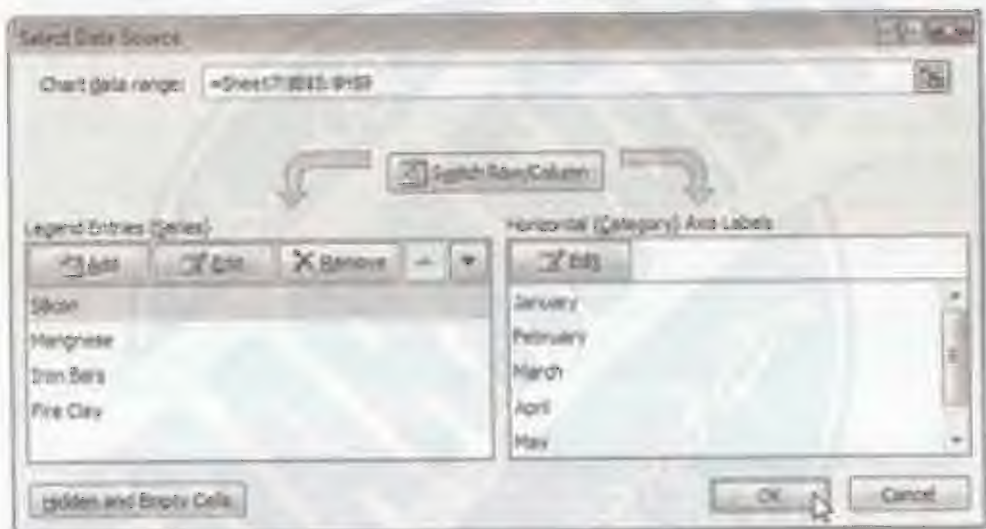 Select Data Source
Chart data range:
Switch Row/Column
Legend Entries (Series)
Add Edit Remove
Silicon
Mangnese
Iron Bars
Fire Clay
Horizontal (Category) Axis Labels
Edit
January
February
March
April
May
Hidden and Empty Cells
OK Cancel